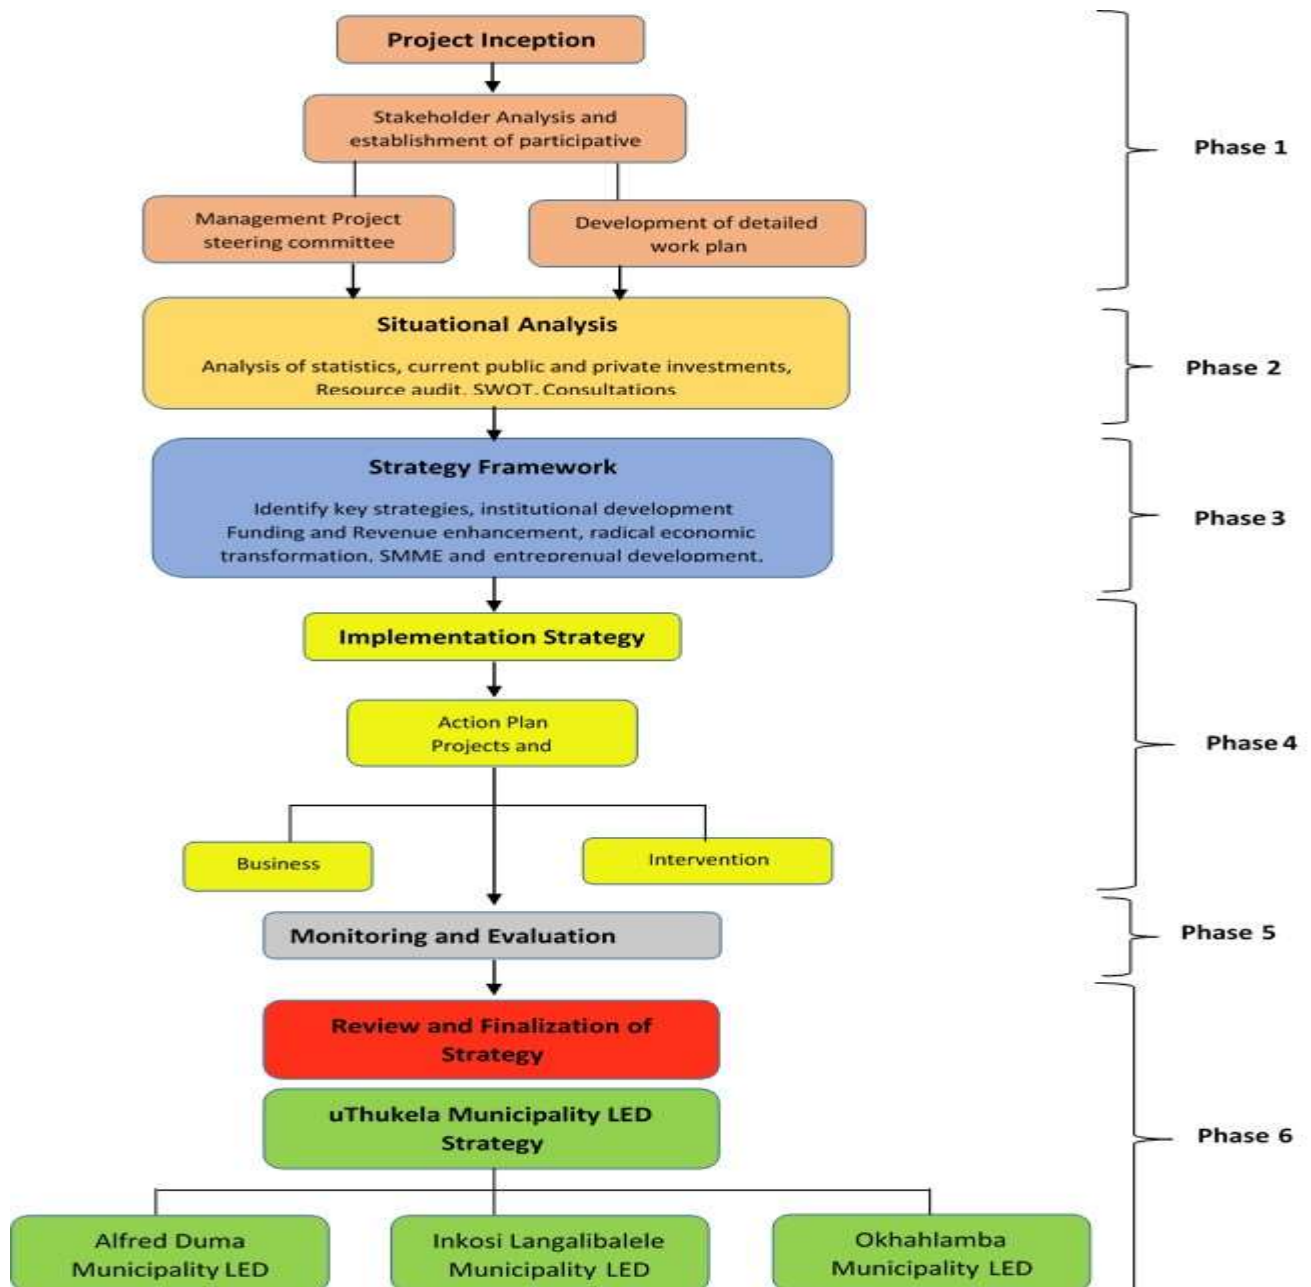 Project Inception
Stakeholder Analysis and
establishment of participative
Phase 1
Management Project
steering committee
Development of detailed
work plan
Situational Analysis
Analysis of statistics, current public and private investments,
Resource audit, SWOT, Consultations
Phase 2
Strategy Framework
Identify key strategies, institutional development
Funding and Revenue enhancement, radical economic
transformation, SMME and entreprenual development,
Phase 3
Implementation Strategy
Action Plan
Projects and
Phase 4
Business
Intervention
Monitoring and Evaluation
Phase 5
Review and Finalization of
Strategy
uThukela Municipality LED
Strategy
Phase 6
Alfred Duma
Municipality LED
Inkosi Langalibalele
Municipality LED
Okhahlamba
Municipality LED